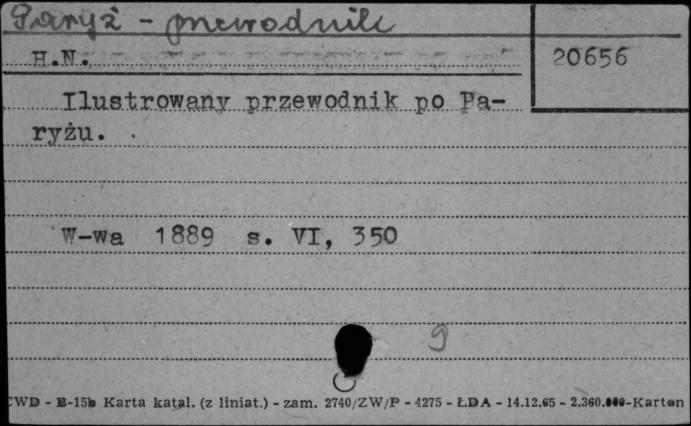 Paryż - przewodnik
H.N.
20656
Ilustrowany przewodnik po Pa-
ryżu.
W-wa 1889 s. VI, 350
9
CWD - B-15b Karta katal. (z liniat.) - zam. 2740/ZW/P - 4275 - ŁDA - 14.12.65 - 2.360.000-Karten